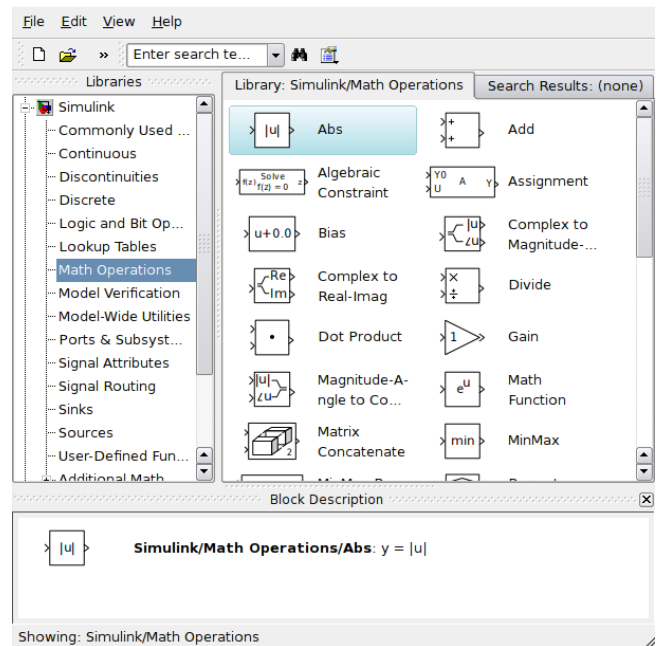 File Edit View Help
» Enter search te...
Libraries
Library: Simulink/Math Operations
Search Results: (none)
Simulink
Commonly Used ...
Continuous
Discontinuities
Discrete
Logic and Bit Op...
Lookup Tables
Math Operations
Model Verification
Model-Wide Utilities
Ports & Subsyst...
Signal Attributes
Signal Routing
Sinks
Sources
User-Defined Fun...
Additional Math
|u| Abs
+
+
Add
f(z) Solve f(z) = 0 z
Algebraic
Constraint
Y0
U A Y
Assignment
u+0.0 Bias
|u|
∠u
Complex to
Magnitude-...
Re
Im
Complex to
Real-Imag
×
÷
Divide
• Dot Product
1 Gain
|u|
∠u
Magnitude-A-
ngle to Co...
e^u
Math
Function
2
Matrix
Concatenate
min MinMax
Block Description
|u| Simulink/Math Operations/Abs: y = |u|
Showing: Simulink/Math Operations